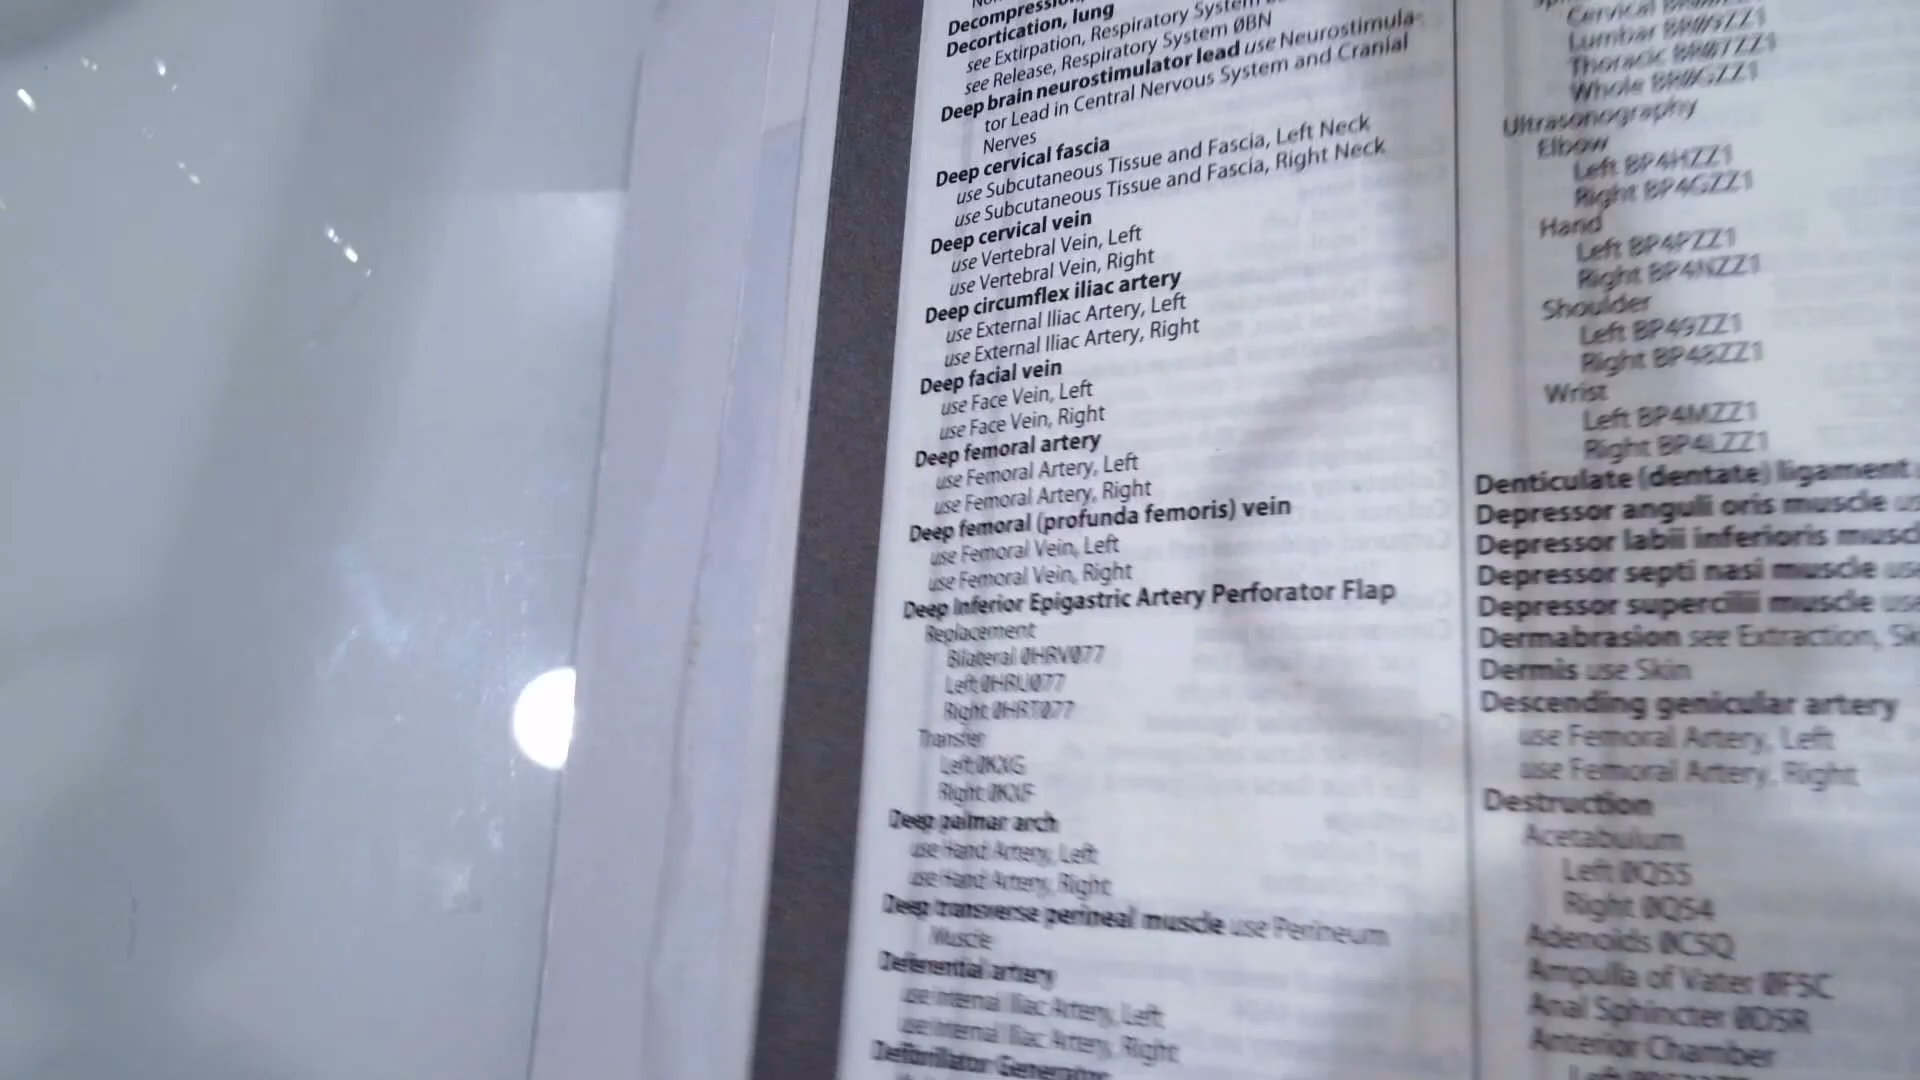 Decortication, lung
see Extirpation, Respiratory System
see Release, Respiratory System ØBN
Deep brain neurostimulator lead use Neurostimula-
tor Lead in Central Nervous System and Cranial
Nerves
Deep cervical fascia
use Subcutaneous Tissue and Fascia, Left Neck
use Subcutaneous Tissue and Fascia, Right Neck
Deep cervical vein
use Vertebral Vein, Left
use Vertebral Vein, Right
Deep circumflex iliac artery
use External Iliac Artery, Left
use External Iliac Artery, Right
Deep facial vein
use Face Vein, Left
use Face Vein, Right
Deep femoral artery
use Femoral Artery, Left
use Femoral Artery, Right
Deep femoral (profunda femoris) vein
use Femoral Vein, Left
use Femoral Vein, Right
Deep Inferior Epigastric Artery Perforator Flap
Replacement
Bilateral ØHRVØ77
Left ØHRUØ77
Right ØHRTØ77
Transfer
Left ØKXG
Right ØKXF
Deep palmar arch
use Hand Artery, Left
use Hand Artery, Right
Deep transverse perineal muscle use Perineum
Muscle
Deferential artery
use Internal Iliac Artery, Left
use Internal Iliac Artery, Right
Defibrillator Generator
Cervical
Lumbar
Thoracic
Whole
Ultrasonography
Elbow
Left BP4HZZ1
Right BP4GZZ1
Hand
Left BP4PZZ1
Right BP4NZZ1
Shoulder
Left BP49ZZ1
Right BP48ZZ1
Wrist
Left BP4MZZ1
Right BP4LZZ1
Denticulate (dentate) ligament
Depressor anguli oris muscle
Depressor labii inferioris
Depressor septi nasi muscle
Depressor supercilii muscle
Dermabrasion see Extraction,
Dermis use Skin
Descending genicular artery
use Femoral Artery, Left
use Femoral Artery, Right
Destruction
Acetabulum
Left ØQ55
Right ØQ54
Adenoids ØC5Q
Ampulla of Vater ØF5C
Anal Sphincter ØD5R
Anterior Chamber